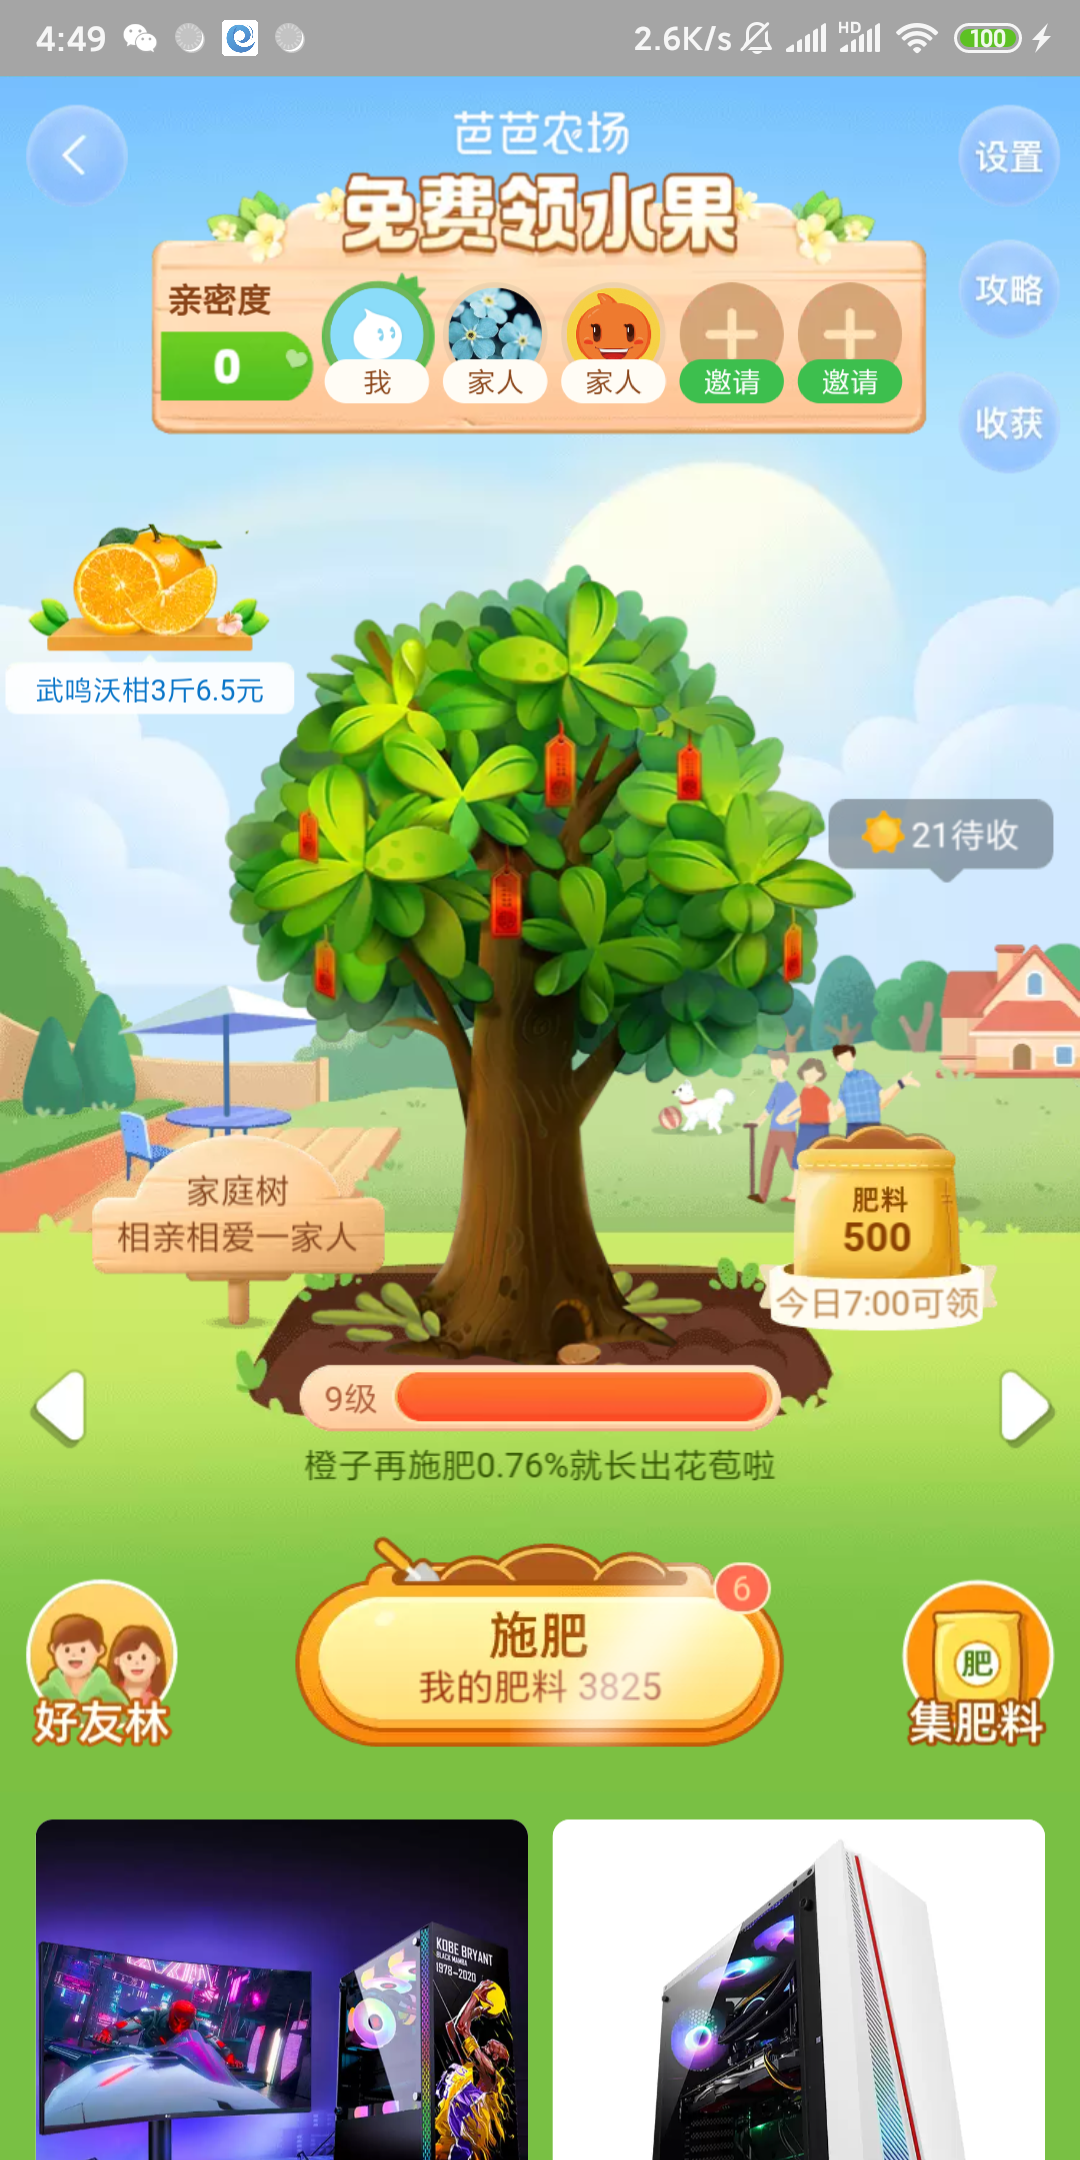 4:49
2.6K/s
HD
100
芭芭农场
免费领水果
设置
攻略
收获
亲密度
0
我
家人
家人
邀请
邀请
武鸣沃柑3斤6.5元
21待收
家庭树
相亲相爱一家人
肥料
500
今日7:00可领
9级
橙子再施肥0.76%就长出花苞啦
6
施肥
我的肥料 3825
好友林
肥
集肥料
KOBE BRYANT
BLACK MAMBA
1978-2020